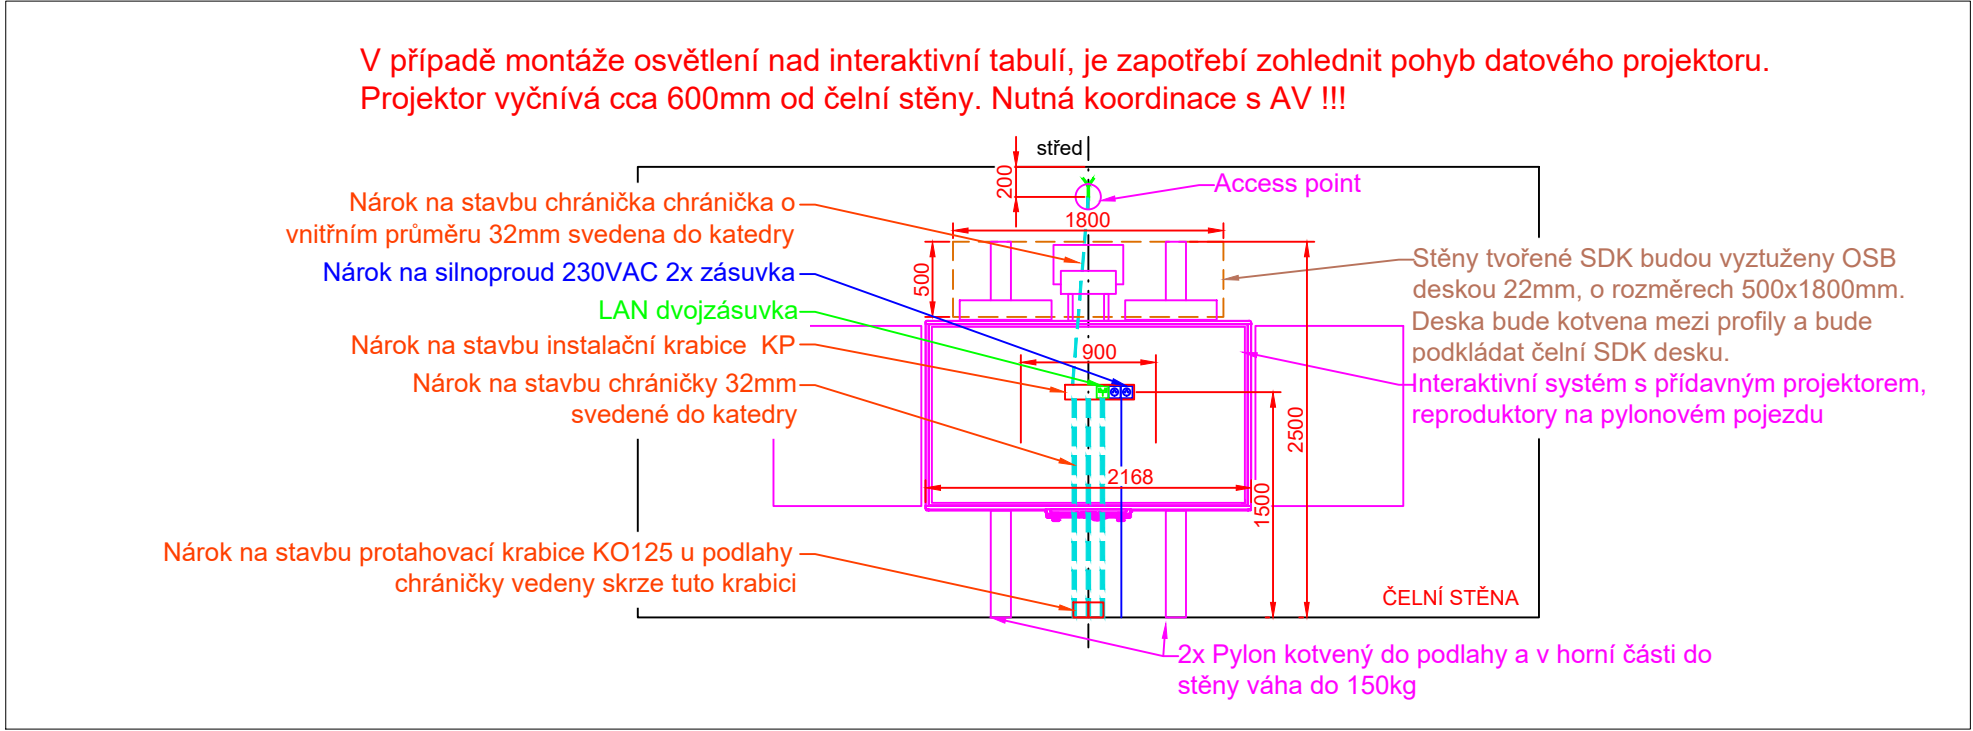 V případě montáže osvětlení nad interaktivní tabulí, je zapotřebí zohlednit pohyb datového projektoru.
Projektor vyčnívá cca 600mm od čelní stěny. Nutná koordinace s AV !!!
střed
200
Access point
Nárok na stavbu chránička chránička o
vnitřním průměru 32mm svedena do katedry
1800
Nárok na silnoproud 230VAC 2x zásuvka
500
Stěny tvořené SDK budou vyztuženy OSB
deskou 22mm, o rozměrech 500x1800mm.
Deska bude kotvena mezi profily a bude
podkládat čelní SDK desku.
LAN dvojzásuvka
Nárok na stavbu instalační krabice  KP
900
Nárok na stavbu chráničky 32mm
svedené do katedry
Interaktivní systém s přídavným projektorem,
reproduktory na pylonovém pojezdu
2500
2168
1500
Nárok na stavbu protahovací krabice KO125 u podlahy
chráničky vedeny skrze tuto krabici
ČELNÍ STĚNA
2x Pylon kotvený do podlahy a v horní části do
stěny váha do 150kg